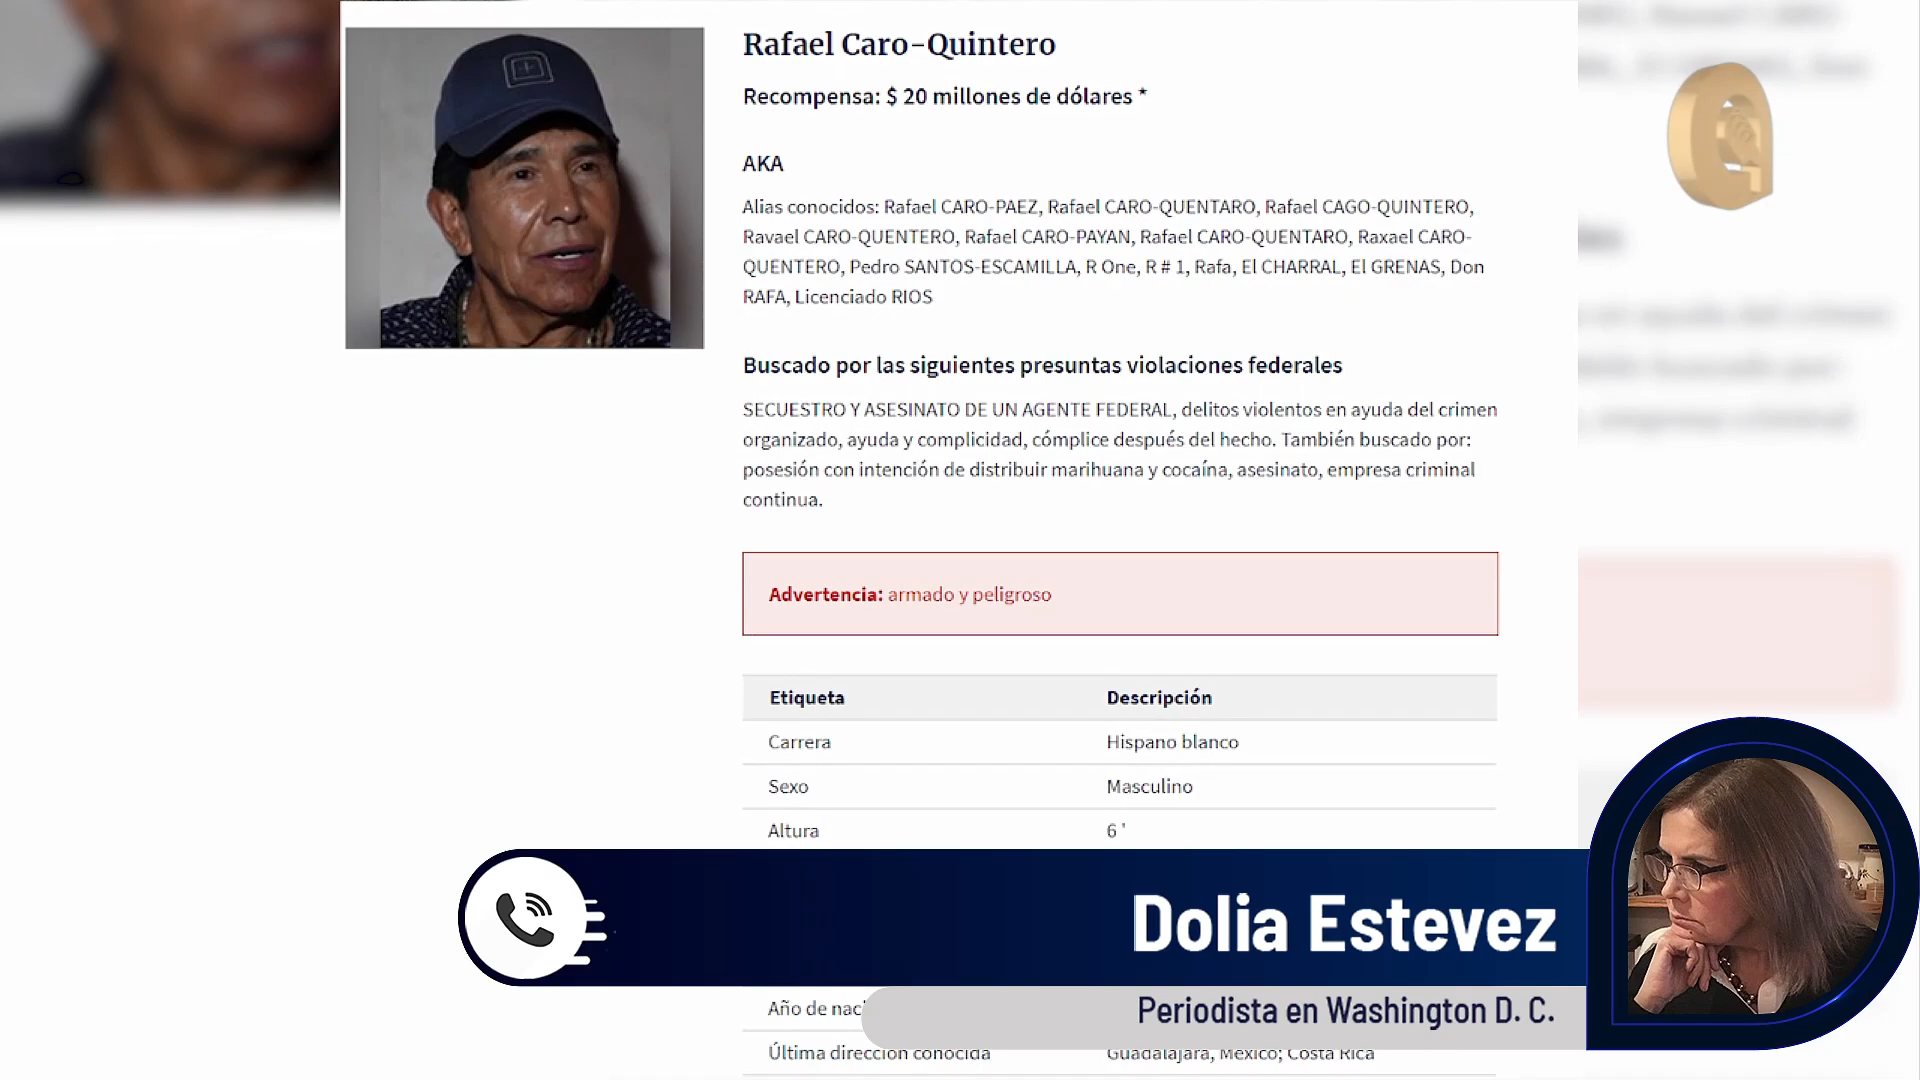 Rafael Caro-Quintero
Recompensa: $ 20 millones de dólares *
AKA
Alias conocidos: Rafael CARO-PAEZ, Rafael CARO-QUENTARO, Rafael CAGO-QUINTERO,
Ravael CARO-QUENTERO, Rafael CARO-PAYAN, Rafael CARO-QUENTARO, Raxael CARO-
QUENTERO, Pedro SANTOS-ESCAMILLA, R One, R # 1, Rafa, El CHARRAL, El GRENAS, Don
RAFA, Licenciado RIOS
Buscado por las siguientes presuntas violaciones federales
SECUESTRO Y ASESINATO DE UN AGENTE FEDERAL, delitos violentos en ayuda del crimen
organizado, ayuda y complicidad, cómplice después del hecho. También buscado por:
posesión con intención de distribuir marihuana y cocaína, asesinato, empresa criminal
continua.
Advertencia: armado y peligroso
Etiqueta Descripción
Carrera Hispano blanco
Sexo Masculino
Altura 6 '
Dolia Estevez
Año de nac
Periodista en Washington D. C.
Última dirección conocida Guadalajara, México; Costa Rica